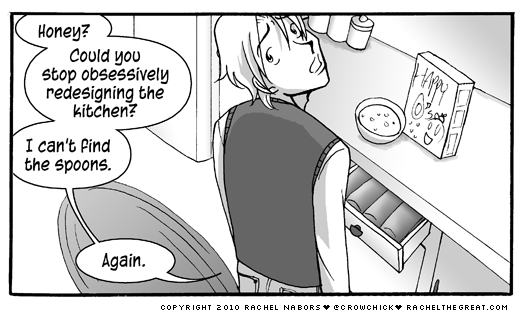 Honey?
Could you
stop obsessively
redesigning the
kitchen?
I can't find
the spoons.
Again.
HAPPY
COPYRIGHT 2010 RACHEL NABORS ♥ @CROWCHICK ♥ RACHELTHEGREAT.COM